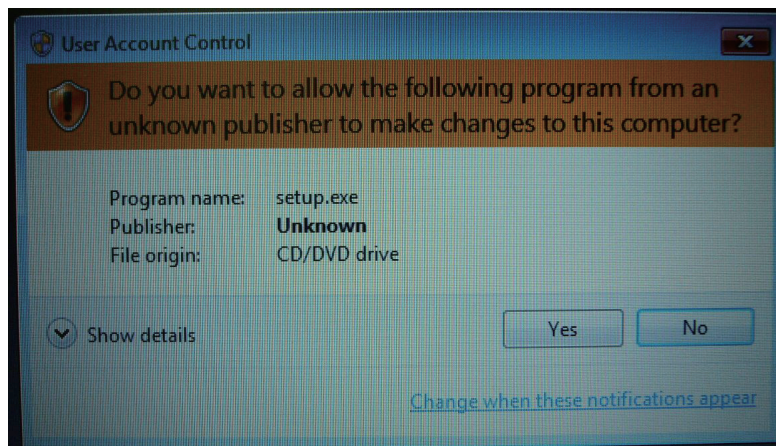 User Account Control
Do you want to allow the following program from an
unknown publisher to make changes to this computer?
Program name: setup.exe
Publisher: Unknown
File origin: CD/DVD drive
Show details
Yes
No
Change when these notifications appear